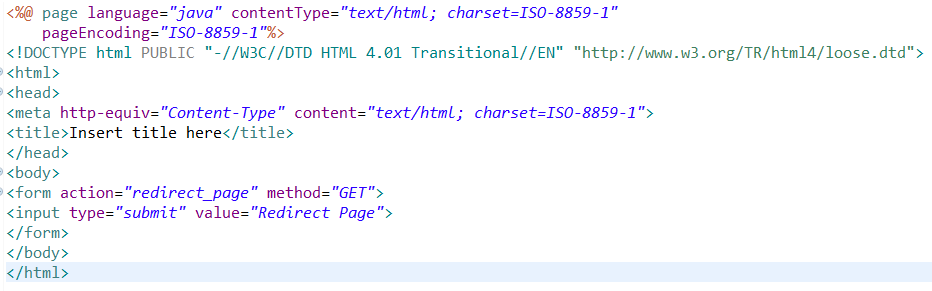 <%@ page language="java" contentType="text/html; charset=ISO-8859-1"
    pageEncoding="ISO-8859-1"%>
<!DOCTYPE html PUBLIC "-//W3C//DTD HTML 4.01 Transitional//EN" "http://www.w3.org/TR/html4/loose.dtd">
<html>
<head>
<meta http-equiv="Content-Type" content="text/html; charset=ISO-8859-1">
<title>Insert title here</title>
</head>
<body>
<form action="redirect_page" method="GET">
<input type="submit" value="Redirect Page">
</form>
</body>
</html>